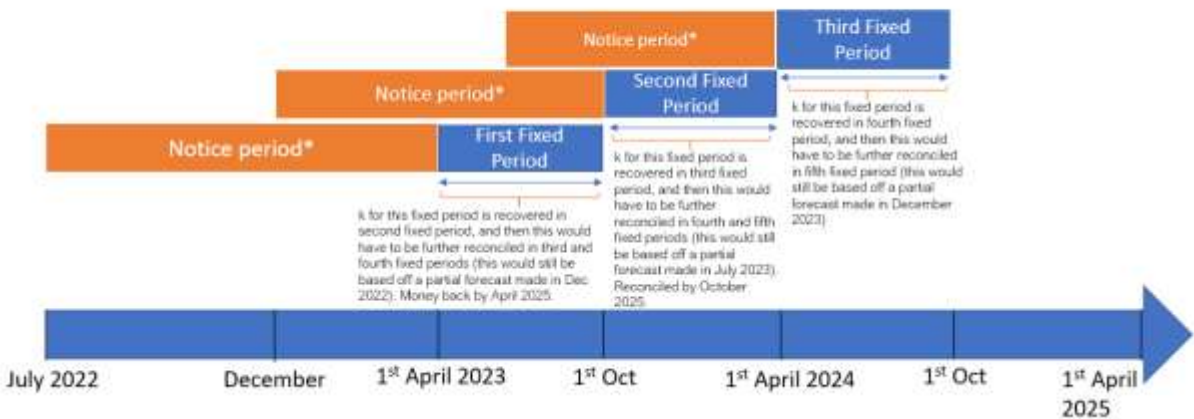 Notice period*
Third Fixed
Period
Notice period*
Second Fixed
Period
Notice period*
First Fixed
Period
k for this fixed period is recovered in
second fixed period, and then this would
have to be further reconciled in third and
fourth fixed periods (this would still be
based off a partial forecast made in Dec
2022). Money back by April 2025.
k for this fixed period is
recovered in third fixed
period, and then this would
have to be further
reconciled in fourth and fifth
fixed periods (this would still
be based off a partial
forecast made in July 2023)
Reconciled by October
2025.
k for this fixed period is
recovered in fourth fixed
period, and then this would
have to be further reconciled
in fifth fixed period (this would
still be based off a partial
forecast made in December
2023)
July 2022
December
1st April 2023
1st Oct
1st April 2024
1st Oct
1st April
2025